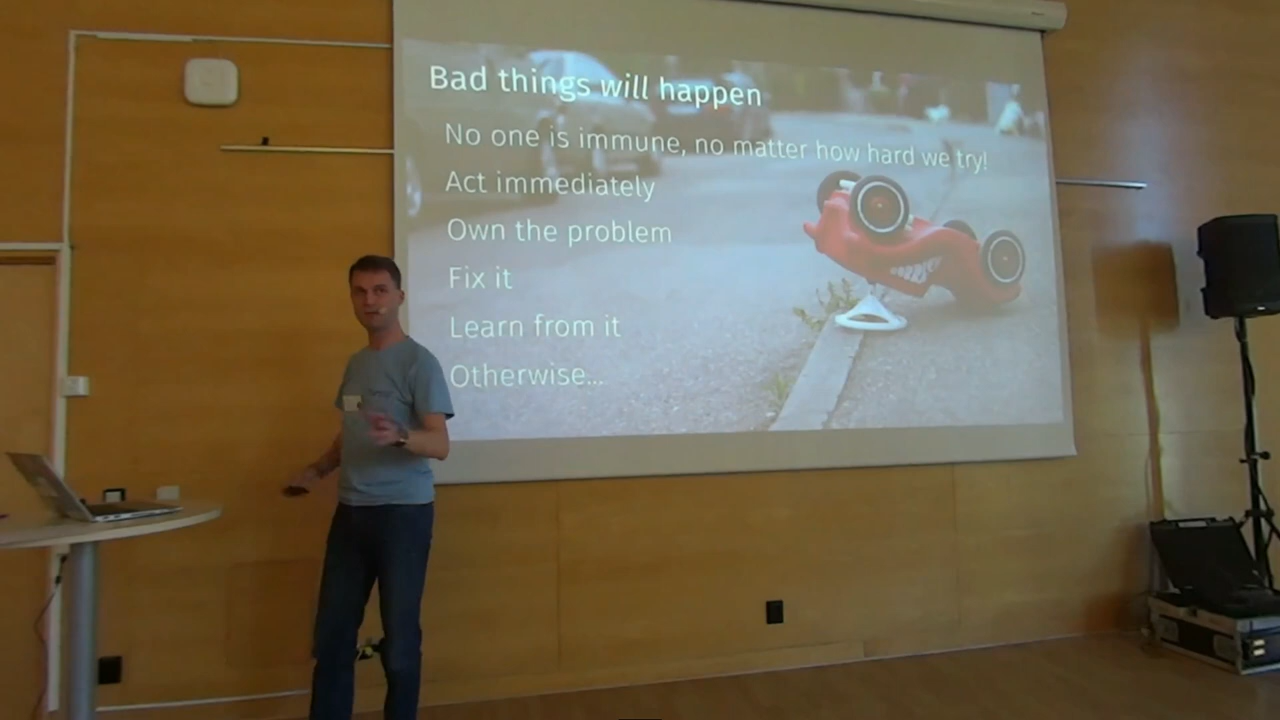 Bad things will happen
No one is immune, no matter how hard we try!
Act immediately
Own the problem
Fix it
Learn from it
Otherwise...